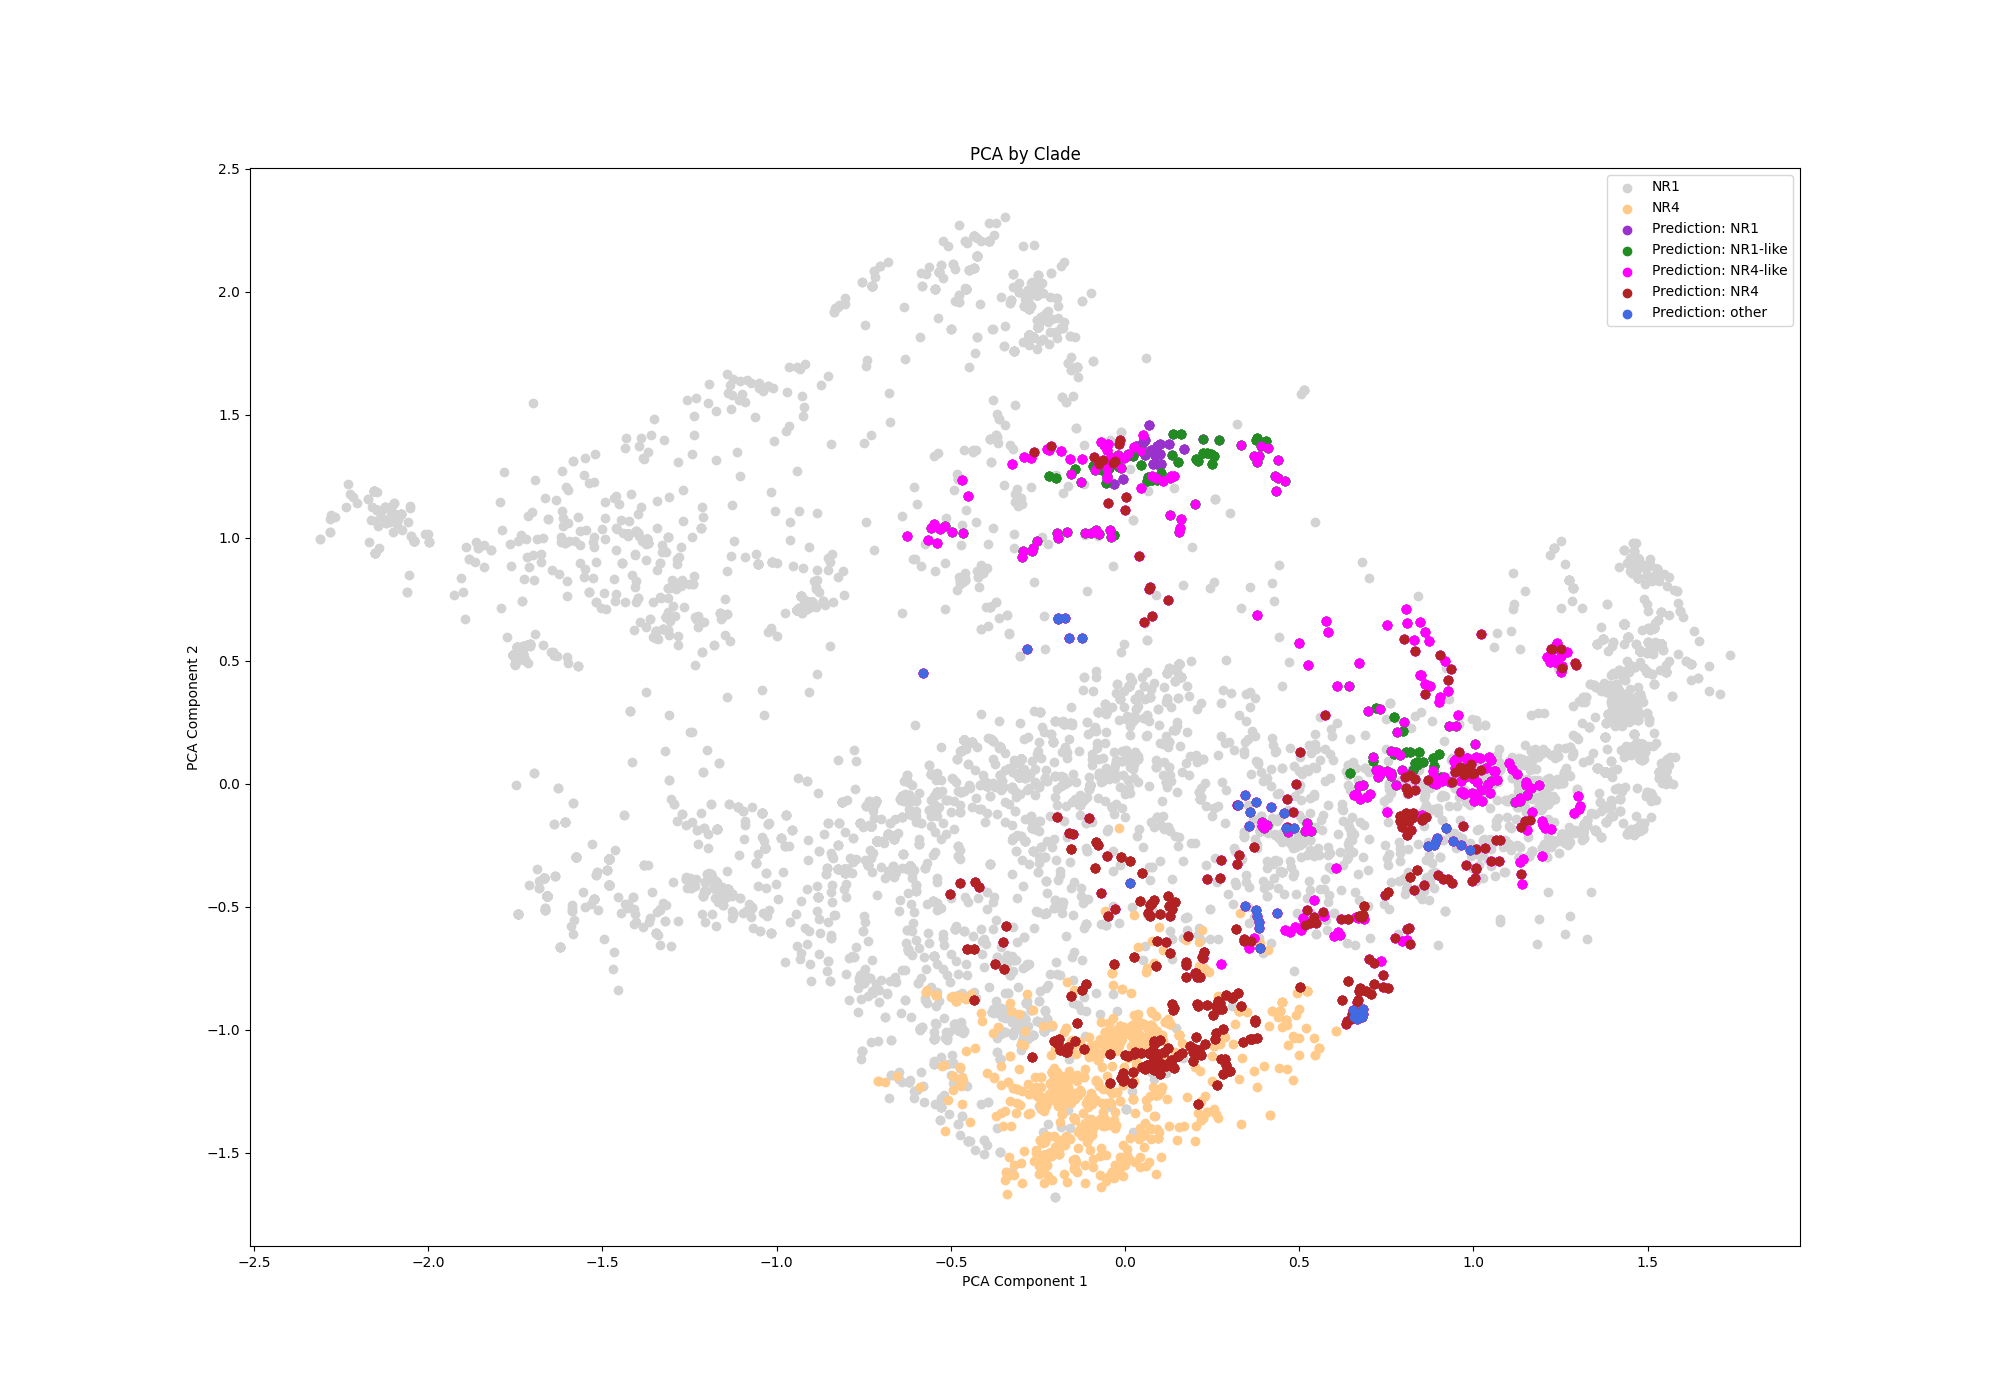 PCA by Clade
2.5
2.0
1.5
1.0
0.5
0.0
−0.5
−1.0
−1.5
PCA Component 2
NR1
NR4
Prediction: NR1
Prediction: NR1-like
Prediction: NR4-like
Prediction: NR4
Prediction: other
−2.5 −2.0 −1.5 −1.0 −0.5 0.0 0.5 1.0 1.5
PCA Component 1